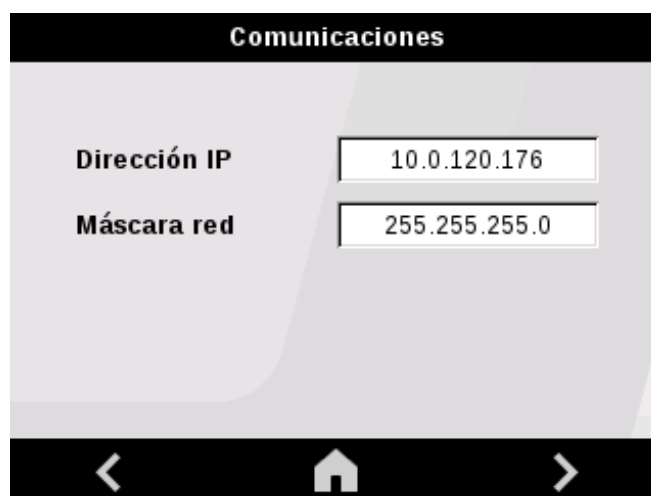 Comunicaciones
Dirección IP 10.0.120.176
Máscara red 255.255.255.0